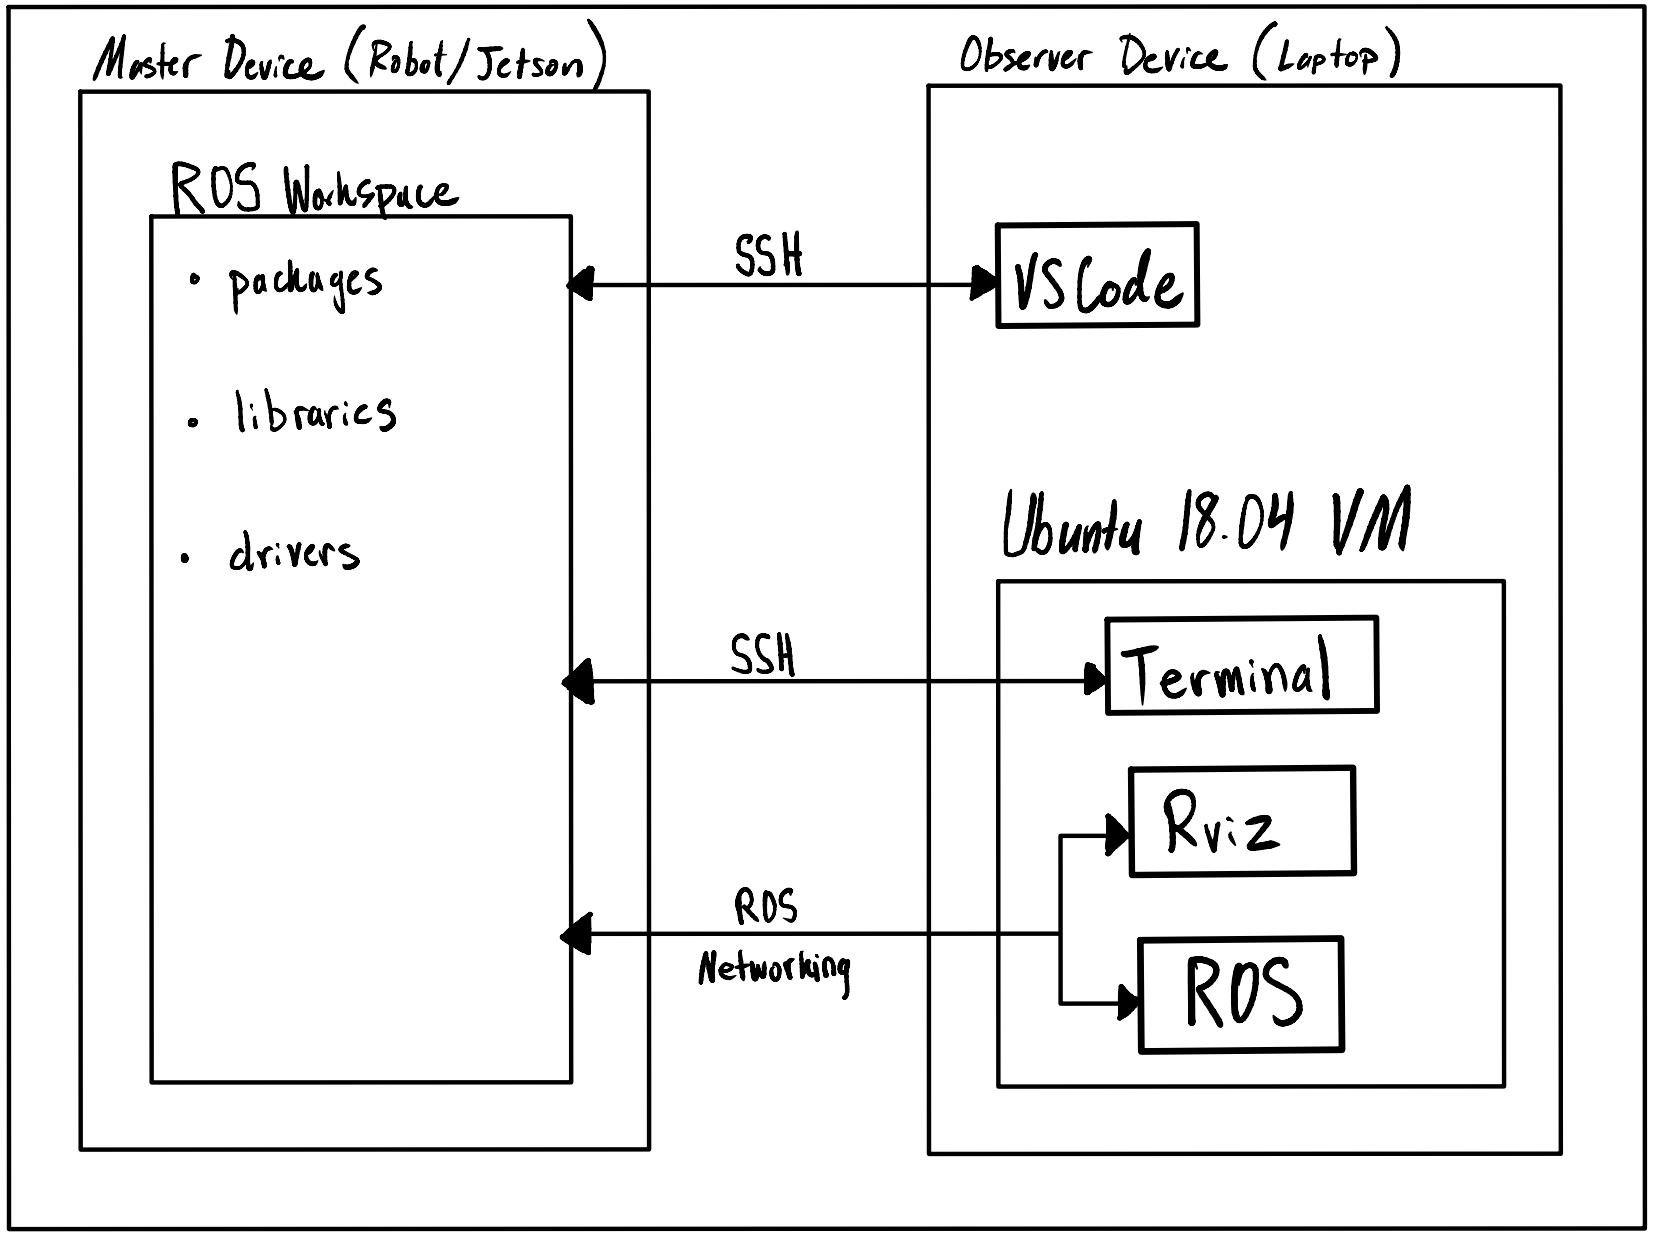 Master Device (Robot/Jetson)
ROS Workspace
• packages
• libraries
• drivers
SSH
SSH
ROS
Networking
Observer Device (Laptop)
VSCode
Ubuntu 18.04 VM
Terminal
Rviz
ROS